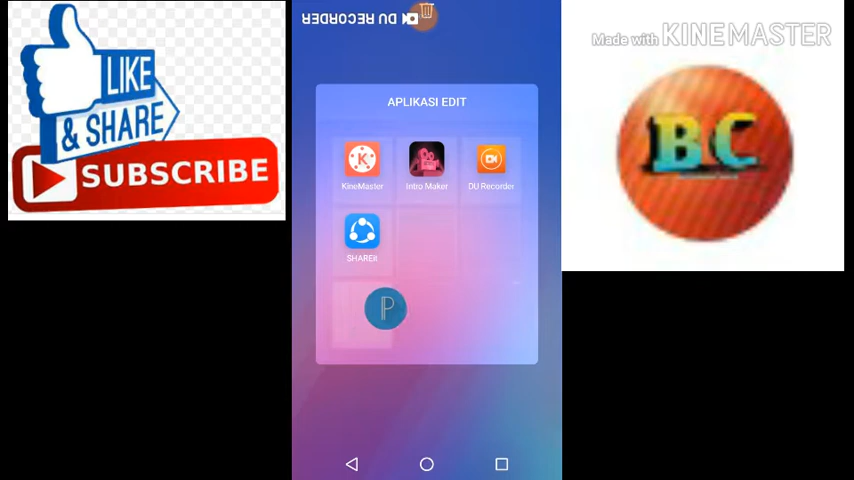 LIKE
& SHARE
SUBSCRIBE
DU RECORDER
APLIKASI EDIT
KineMaster
Intro Maker
DU Recorder
SHAREit
P
Made with KINEMASTER
BC